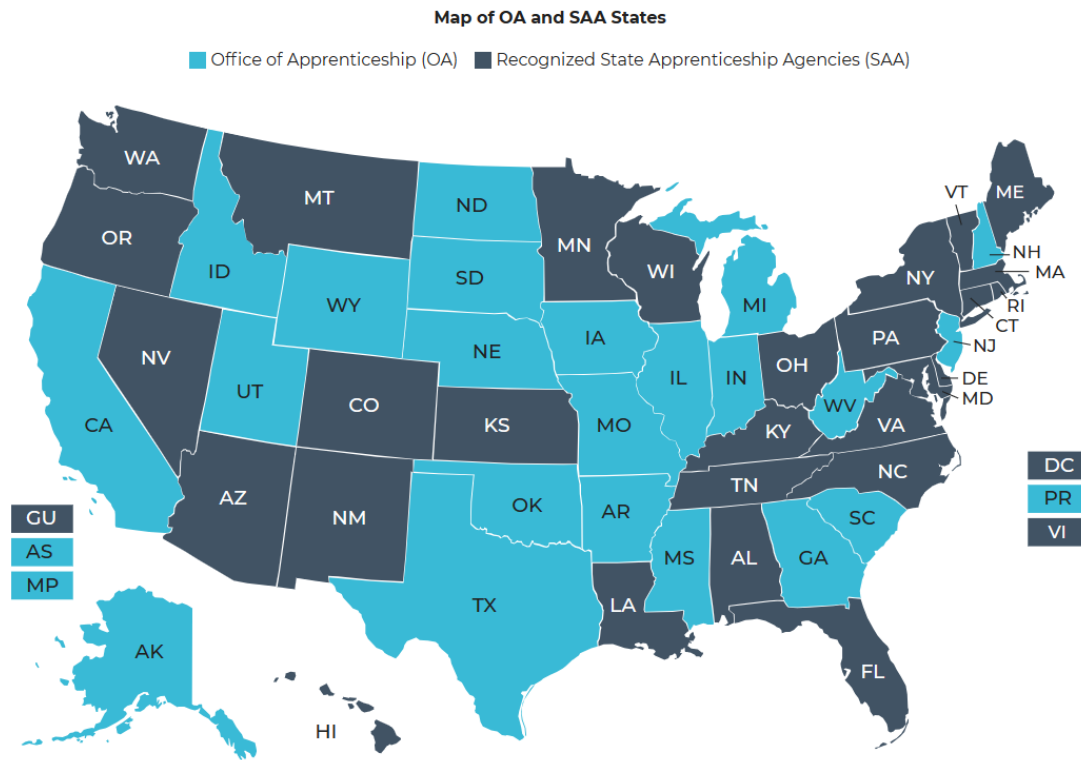 Map of OA and SAA States
Office of Apprenticeship (OA) Recognized State Apprenticeship Agencies (SAA)
WA
MT
ND
MN
VT
ME
OR
ID
SD
WI
NY
NH
MA
WY
MI
RI
CT
NV
NE
IA
PA
NJ
UT
IL
IN
OH
DE
MD
CO
KS
MO
WV
CA
KY
VA
AZ
NM
OK
AR
TN
NC
DC
PR
VI
GU
AS
MP
MS
AL
GA
SC
TX
LA
AK
FL
HI